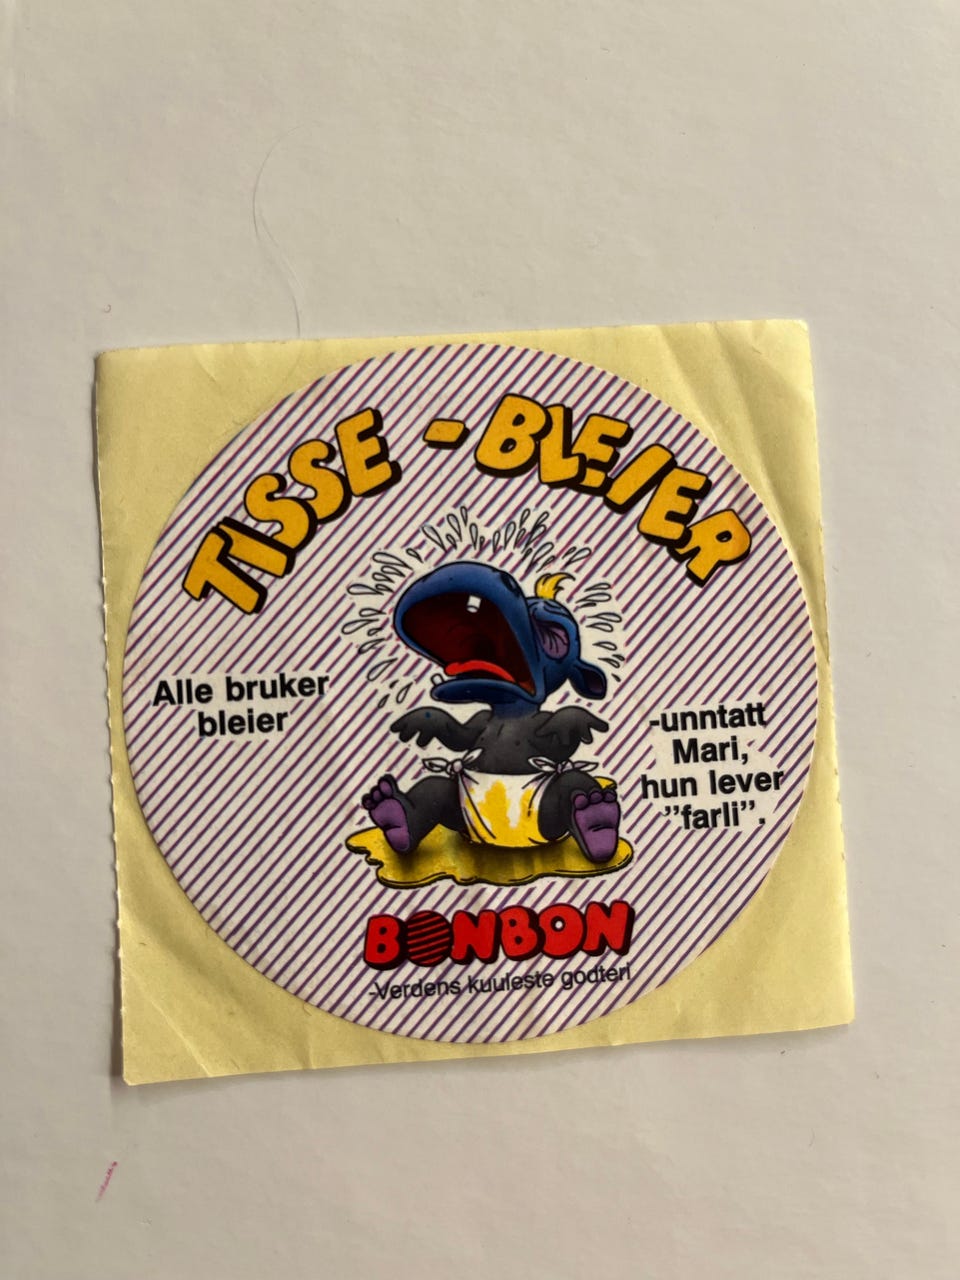 TISSE-BLEIER
Alle bruker
bleier
-unntatt
Mari,
hun lever
"farli".
BONBON
-Verdens kuuleste godteri